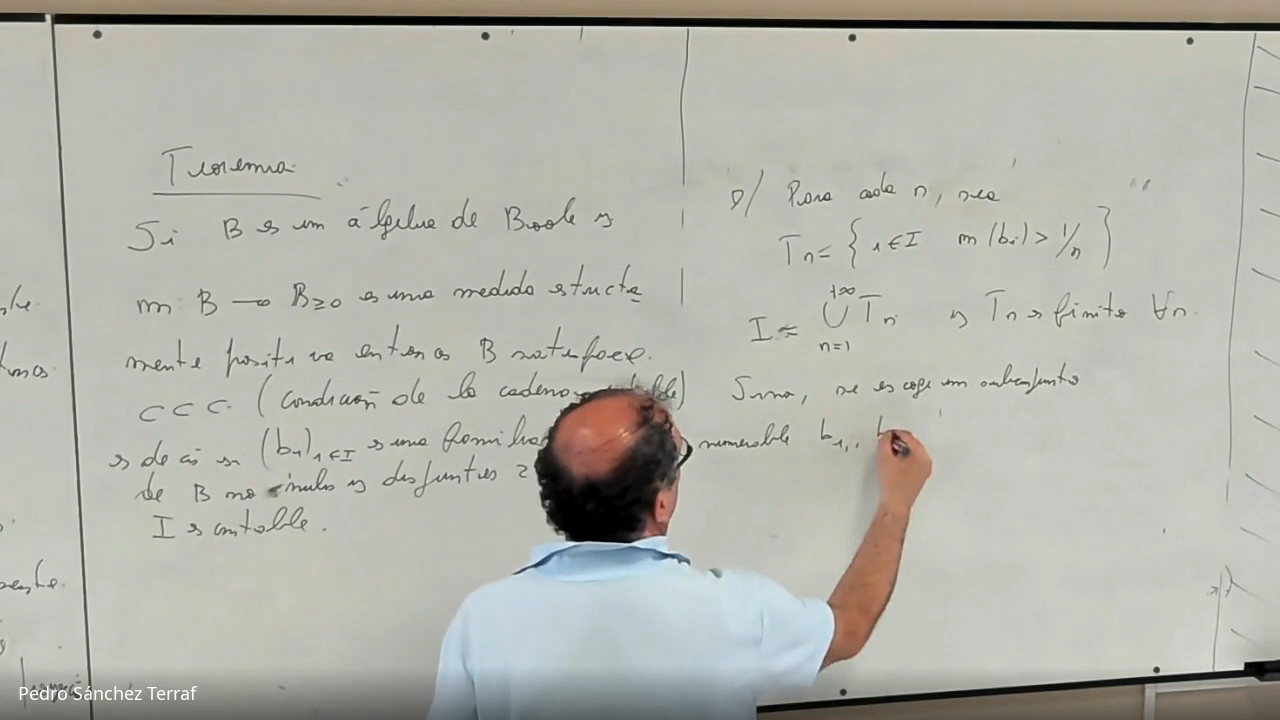 Teorema
Si B es un álgebra de Boole y
m: B → B≥0 es una medida estricta
mente positiva entonces B satisface
CCC. (condición de la cadena
es decir si (b_i)_{i∈I} es una familia
de B no nulos y disjuntos 2
I es contable.
D/ Para cada n, sea
T_n = { i ∈ I m(b_i) > 1/n }
I = ⋃_{n=1}^{+∞} T_n y T_n es finito ∀n.
Sino, se escoge un subconjunto
numerable b_1, b
Pedro Sánchez Terraf